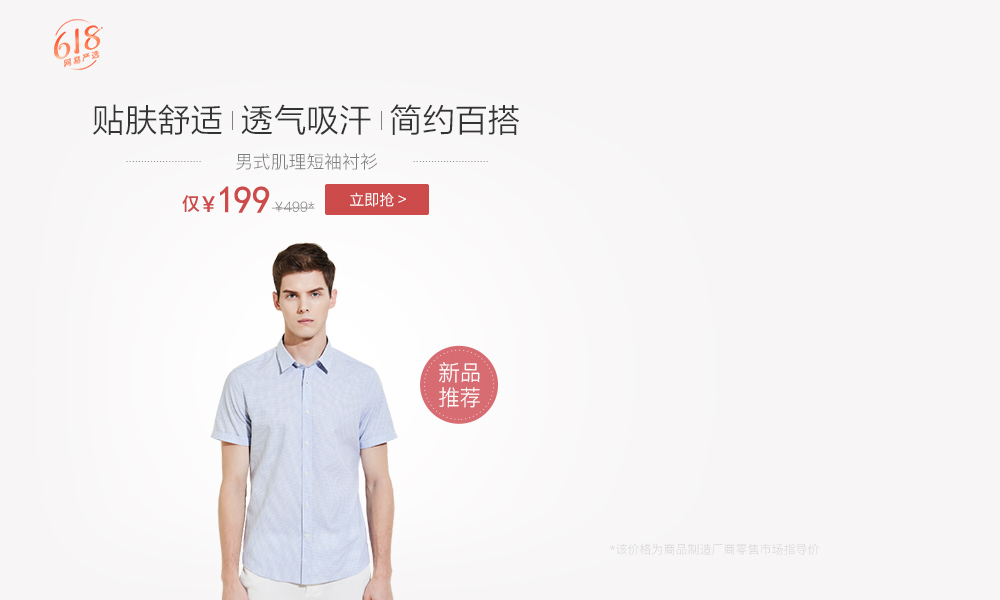 618
网易严选
贴肤舒适 | 透气吸汗 | 简约百搭
男式肌理短袖衬衫
仅¥199 ¥499* 立即抢 >
新品
推荐
*该价格为商品制造厂商零售市场指导价